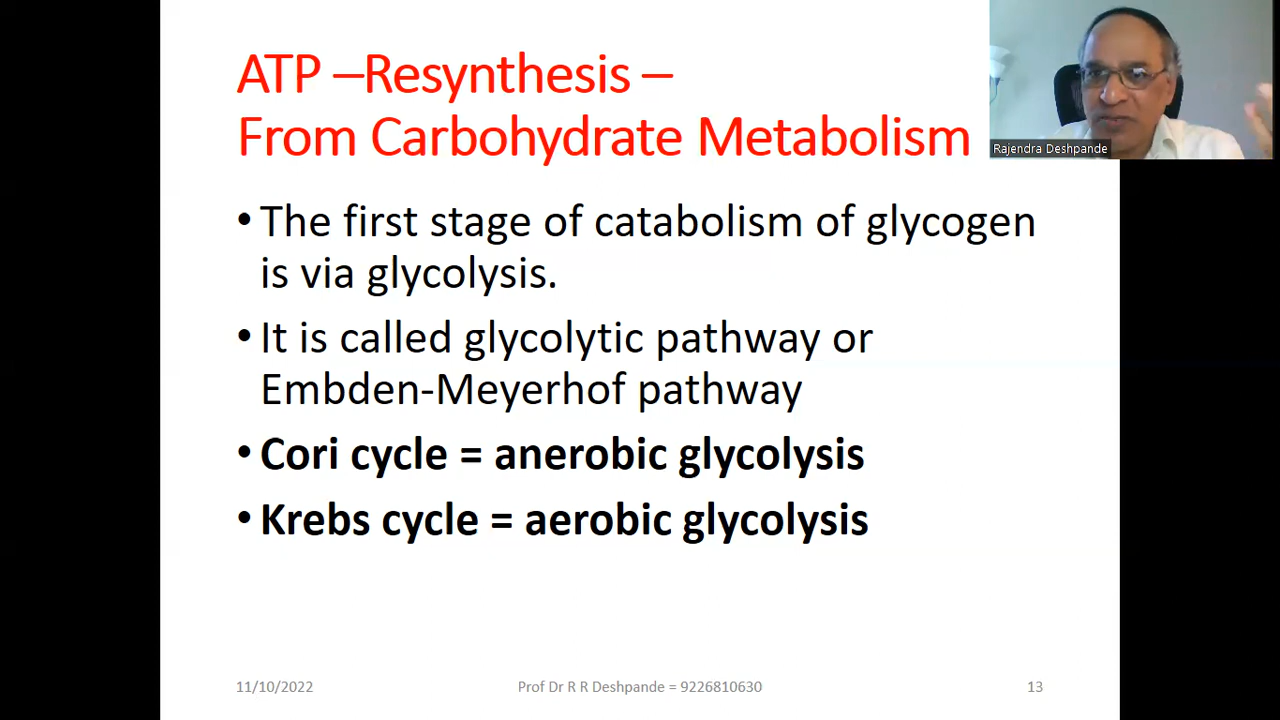 ATP –Resynthesis –
From Carbohydrate Metabolism
Rajendra Deshpande
• The first stage of catabolism of glycogen
is via glycolysis.
• It is called glycolytic pathway or
Embden-Meyerhof pathway
• Cori cycle = anerobic glycolysis
• Krebs cycle = aerobic glycolysis
11/10/2022
Prof Dr R R Deshpande = 9226810630
13